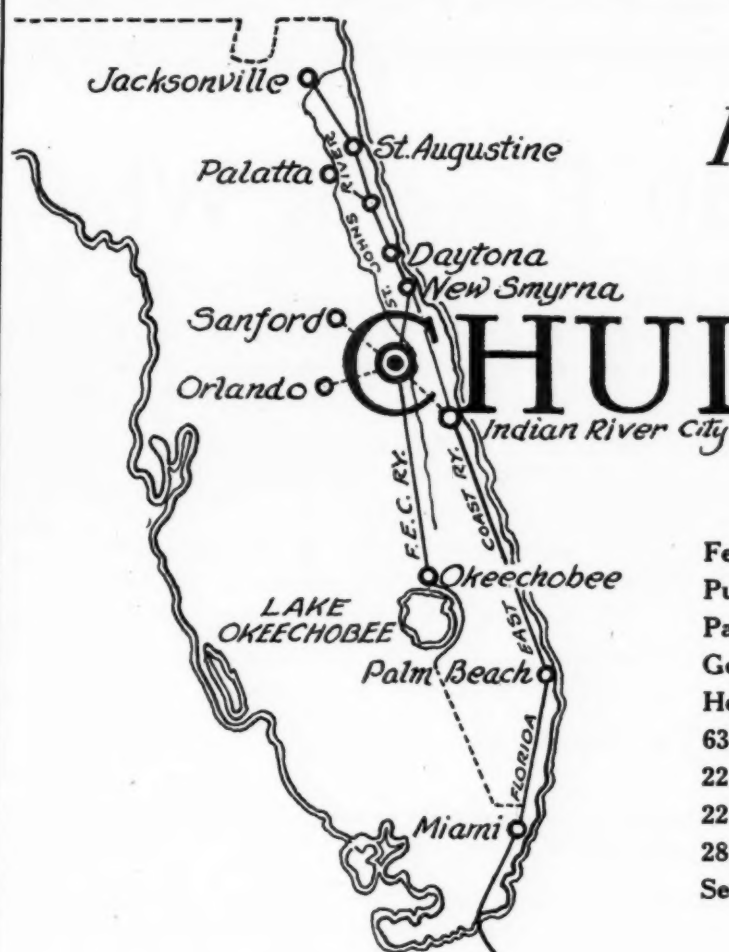 Jacksonville
St. Augustine
Palatta
RIVER
ST. JOHNS
Daytona
New Smyrna
Sanford
CHUI
Orlando
Indian River City
F.E.C. RY.
COAST RY.
Okeechobee
LAKE
OKEECHOBEE
EAST
Palm Beach
FLORIDA
Miami
Fe
Pu
Pa
Ge
He
63
22
22
28
Se